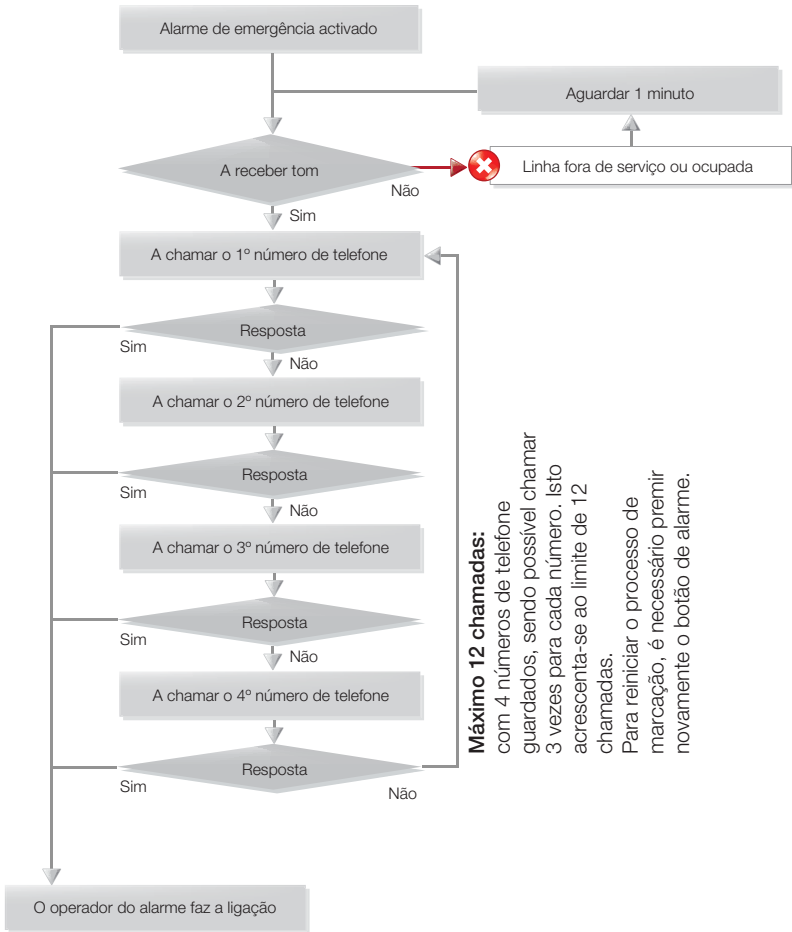 Alarme de emergência activado
Aguardar 1 minuto
A receber tom
Linha fora de serviço ou ocupada
Não
Sim
A chamar o 1º número de telefone
Resposta
Sim
Não
A chamar o 2º número de telefone
Resposta
Sim
Não
A chamar o 3º número de telefone
Resposta
Sim
Não
A chamar o 4º número de telefone
Resposta
Sim
Não
O operador do alarme faz a ligação
Máximo 12 chamadas:
com 4 números de telefone
guardados, sendo possível chamar
3 vezes para cada número. Isto
acrescenta-se ao limite de 12
chamadas.
Para reiniciar o processo de
marcação, é necessário premir
novamente o botão de alarme.